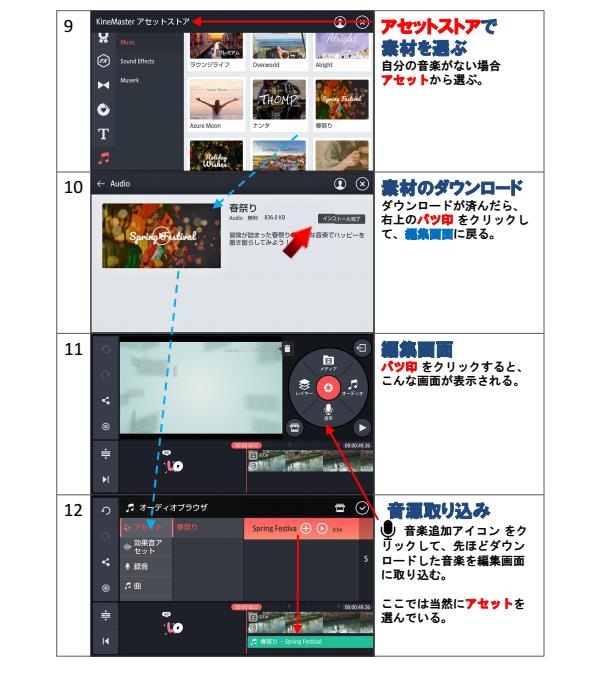 9
KineMaster アセットストア
Music
Sound Effects
Muserk
プレミアム
ラウンジライフ
Overworld
Alright
Alright
THOMP
Spring Festival
Azure Moon
ナンタ
春祭り
Holiday
Wishes
アセットストアで
素材を選ぶ
自分の音楽がない場合
アセットから選ぶ。
10
Audio
Spring Festival
春祭り
Audio 無料 836.0 KB
インストール完了
冒険が詰まった春祭り
な音楽でハッピーを
撒き散らしてみよう!
素材のダウンロード
ダウンロードが済んだら、
右上のバツ印 をクリックし
て、編集画面に戻る。
11
メディア
レイヤー
オーディオ
音声
00:00:00.0
00:00:49.36
編集画面
バツ印 をクリックすると、
こんな画面が表示される。
12
オーディオブラウザ
アセット
春祭り
Spring Festiva
0:54
効果音ア
セット
録音
曲
S
00:00:00.0
00:00:49.36
春祭り – Spring Festival
音源取り込み
音楽追加アイコン をク
リックして、先ほどダウン
ロードした音楽を編集画面
に取り込む。
ここでは当然にアセットを
選んでいる。